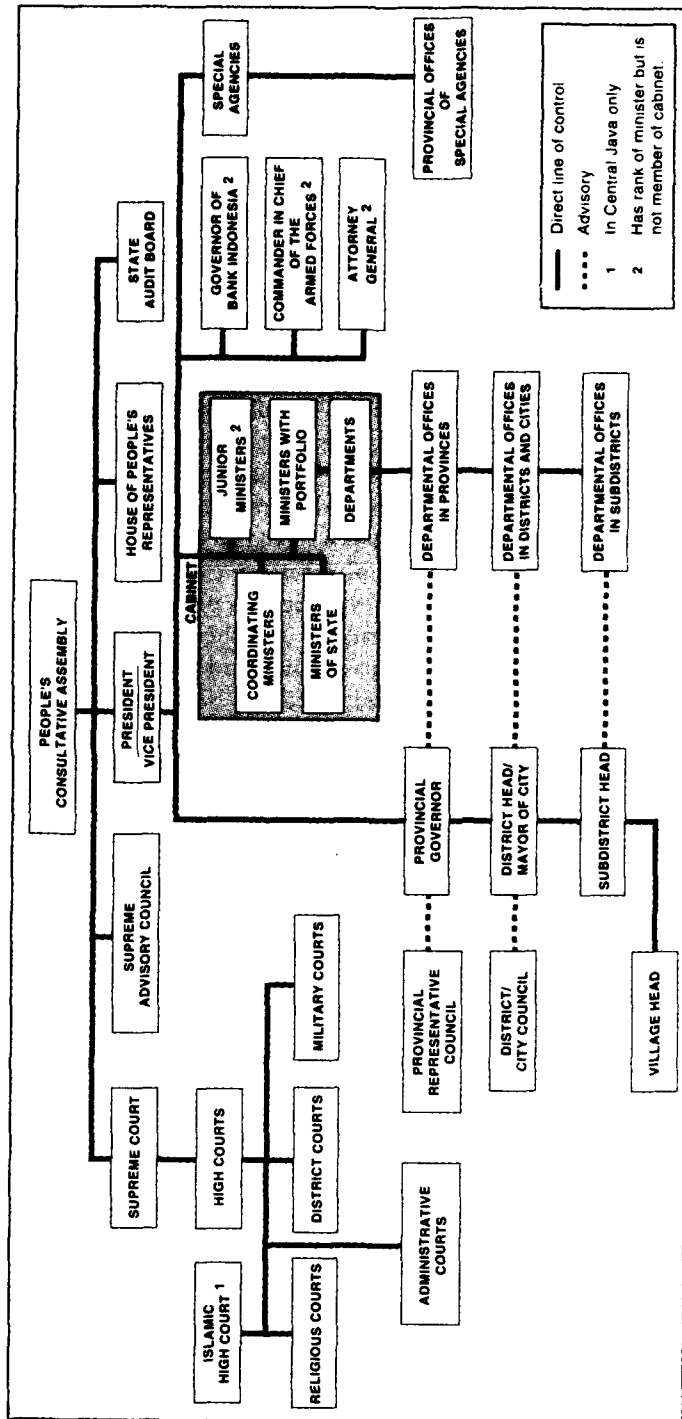 PEOPLE'S
CONSULTATIVE ASSEMBLY
SUPREME COURT
SUPREME
ADVISORY COUNCIL
PRESIDENT
VICE PRESIDENT
HOUSE OF PEOPLE'S
REPRESENTATIVES
STATE
AUDIT BOARD
ISLAMIC
HIGH COURT 1
HIGH COURTS
RELIGIOUS COURTS
DISTRICT COURTS
MILITARY COURTS
ADMINISTRATIVE
COURTS
CABINET
COORDINATING
MINISTERS
JUNIOR
MINISTERS 2
MINISTERS
OF STATE
MINISTERS WITH
PORTFOLIO
DEPARTMENTS
GOVERNOR OF
BANK INDONESIA 2
COMMANDER IN CHIEF
OF THE
ARMED FORCES 2
ATTORNEY
GENERAL 2
SPECIAL
AGENCIES
PROVINCIAL OFFICES
OF
SPECIAL AGENCIES
PROVINCIAL
REPRESENTATIVE
COUNCIL
PROVINCIAL
GOVERNOR
DEPARTMENTAL OFFICES
IN PROVINCES
DISTRICT/
CITY COUNCIL
DISTRICT HEAD/
MAYOR OF CITY
DEPARTMENTAL OFFICES
IN DISTRICTS AND CITIES
SUBDISTRICT HEAD
DEPARTMENTAL OFFICES
IN SUBDISTRICTS
VILLAGE HEAD
Direct line of control
Advisory
1 In Central Java only
2 Has rank of minister but is
not member of cabinet.